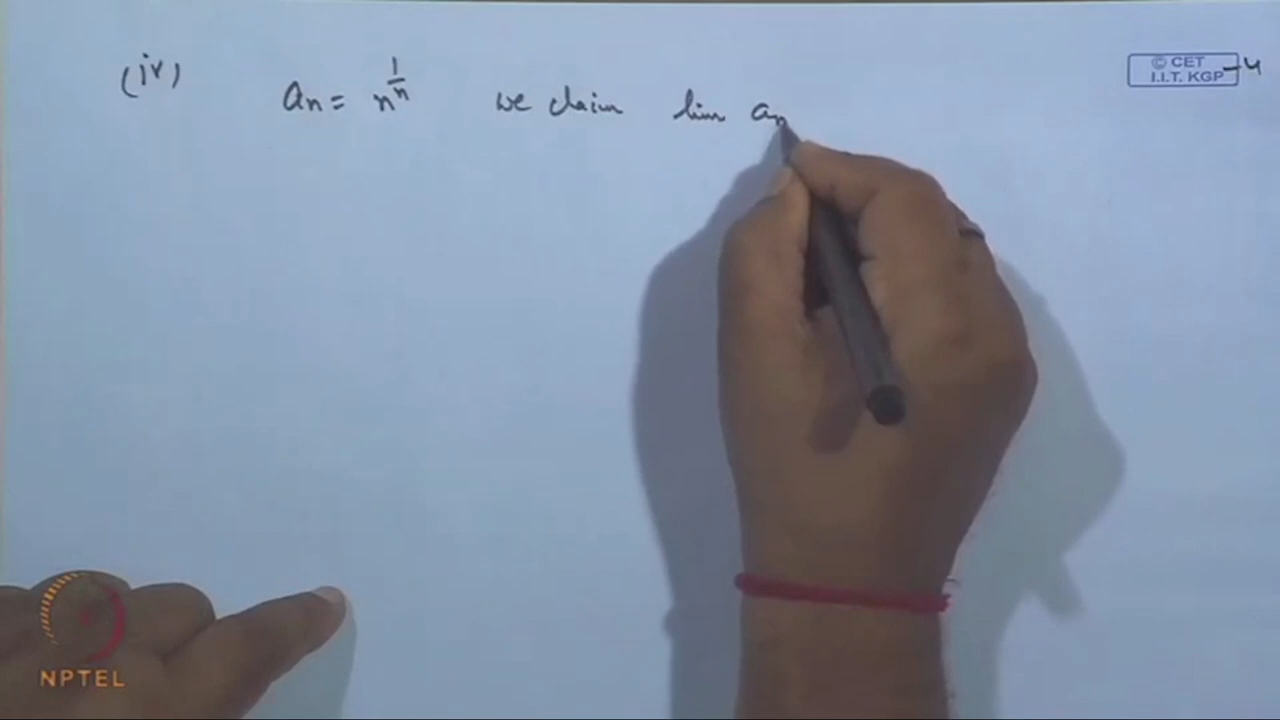 (iv) an = n^(1/n) we claim lim an
© CET
I.I.T. KGP -4
NPTEL